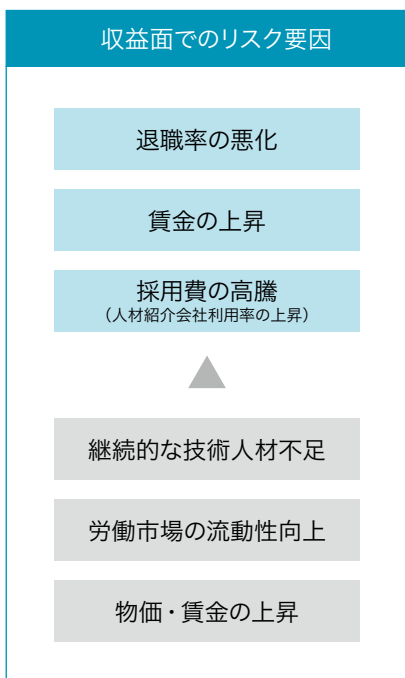 収益面でのリスク要因
退職率の悪化
賃金の上昇
採用費の高騰
（人材紹介会社利用率の上昇）
継続的な技術人材不足
労働市場の流動性向上
物価・賃金の上昇